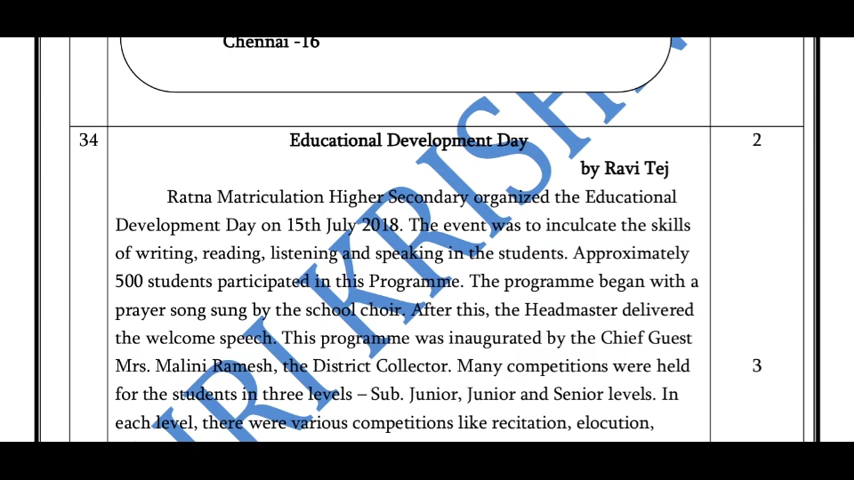 Chennai -16
34 Educational Development Day 2
by Ravi Tej
Ratna Matriculation Higher Secondary organized the Educational
Development Day on 15th July 2018. The event was to inculcate the skills
of writing, reading, listening and speaking in the students. Approximately
500 students participated in this Programme. The programme began with a
prayer song sung by the school choir. After this, the Headmaster delivered
the welcome speech. This programme was inaugurated by the Chief Guest
Mrs. Malini Ramesh, the District Collector. Many competitions were held 3
for the students in three levels – Sub. Junior, Junior and Senior levels. In
each level, there were various competitions like recitation, elocution,